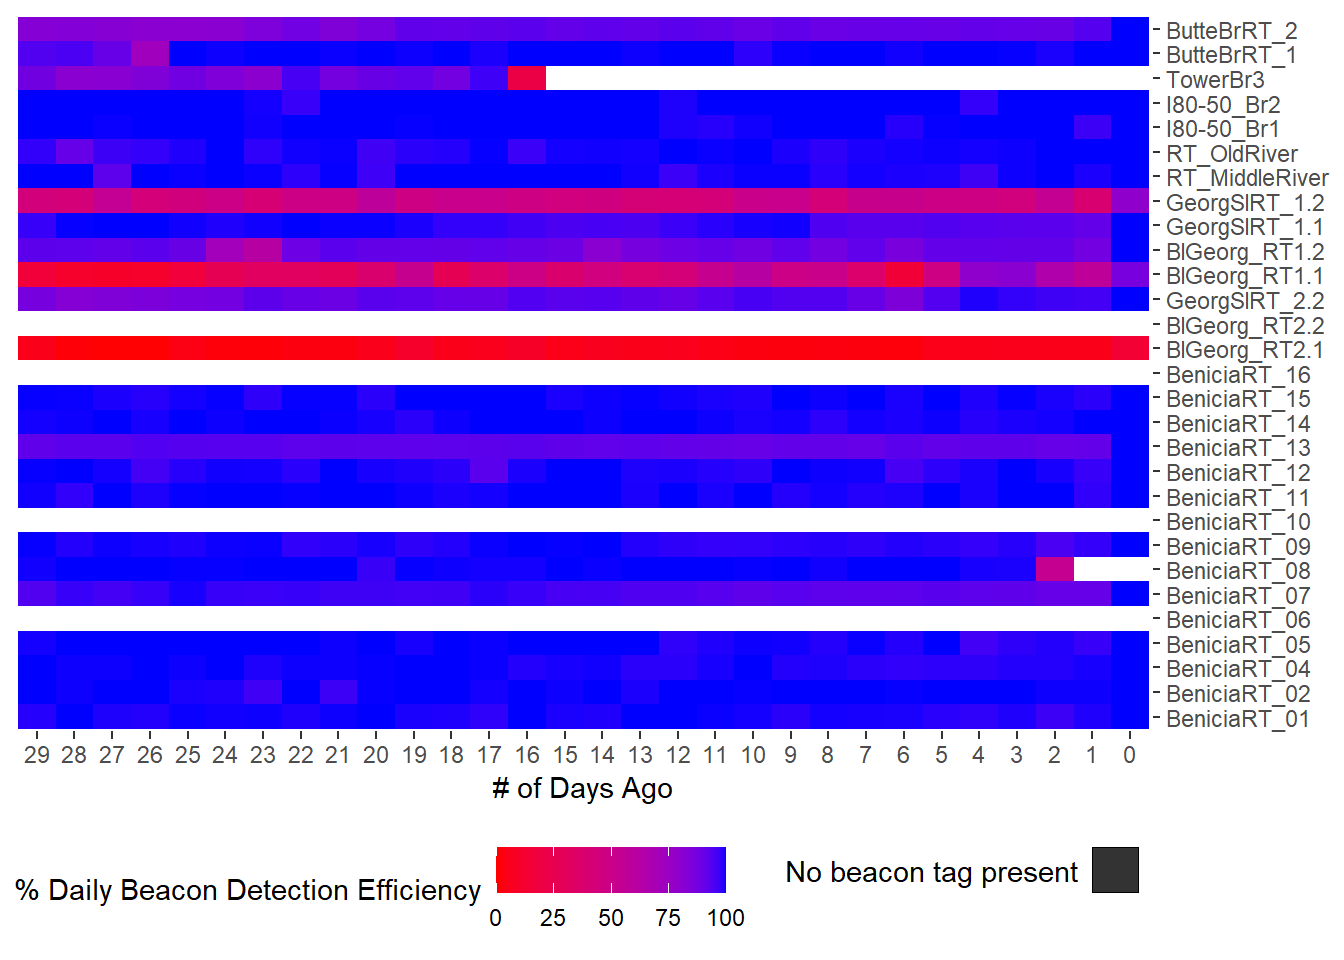 ButteBrRT_2
ButteBrRT_1
TowerBr3
I80-50_Br2
I80-50_Br1
RT_OldRiver
RT_MiddleRiver
GeorgSlRT_1.2
GeorgSlRT_1.1
BlGeorg_RT1.2
BlGeorg_RT1.1
GeorgSlRT_2.2
BlGeorg_RT2.2
BlGeorg_RT2.1
BeniciaRT_16
BeniciaRT_15
BeniciaRT_14
BeniciaRT_13
BeniciaRT_12
BeniciaRT_11
BeniciaRT_10
BeniciaRT_09
BeniciaRT_08
BeniciaRT_07
BeniciaRT_06
BeniciaRT_05
BeniciaRT_04
BeniciaRT_02
BeniciaRT_01
29 28 27 26 25 24 23 22 21 20 19 18 17 16 15 14 13 12 11 10 9 8 7 6 5 4 3 2 1 0
# of Days Ago
% Daily Beacon Detection Efficiency
0 25 50 75 100
No beacon tag present